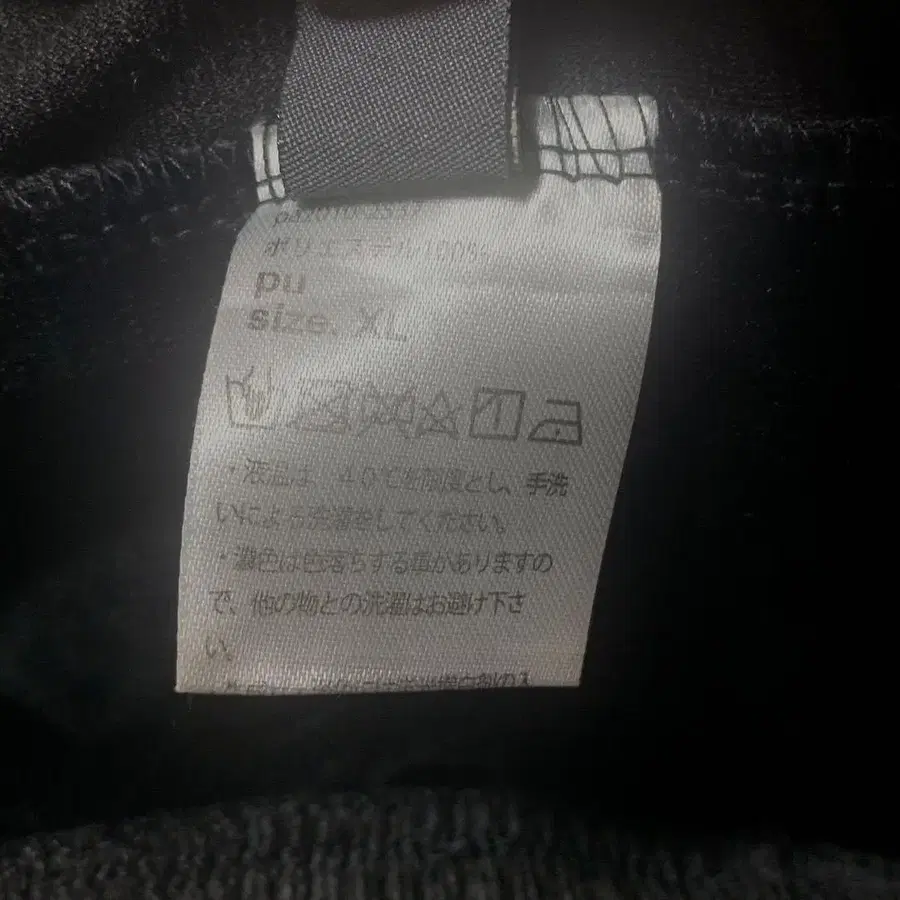 ポリエステル100%
pu
size. XL
・液温は 40℃を限度とし、手洗
いによる洗濯をしてください。
・濃色は色落ちする事がありますの
で、他の物との洗濯はお避け下さ
い。